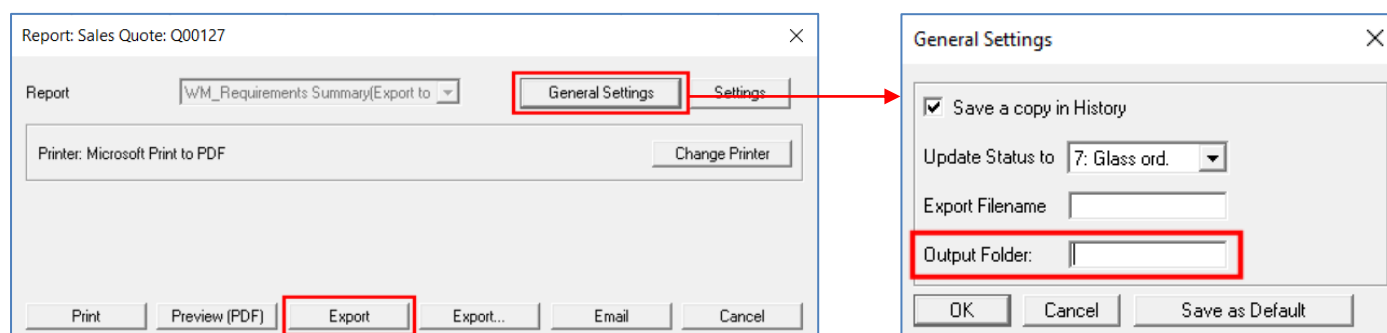 Report: Sales Quote: Q00127
Report WM_Requirements Summary(Export to General Settings Settings
Printer: Microsoft Print to PDF Change Printer
Print Preview (PDF) Export Export... Email Cancel
General Settings
Save a copy in History
Update Status to 7: Glass ord.
Export Filename
Output Folder:
OK Cancel Save as Default